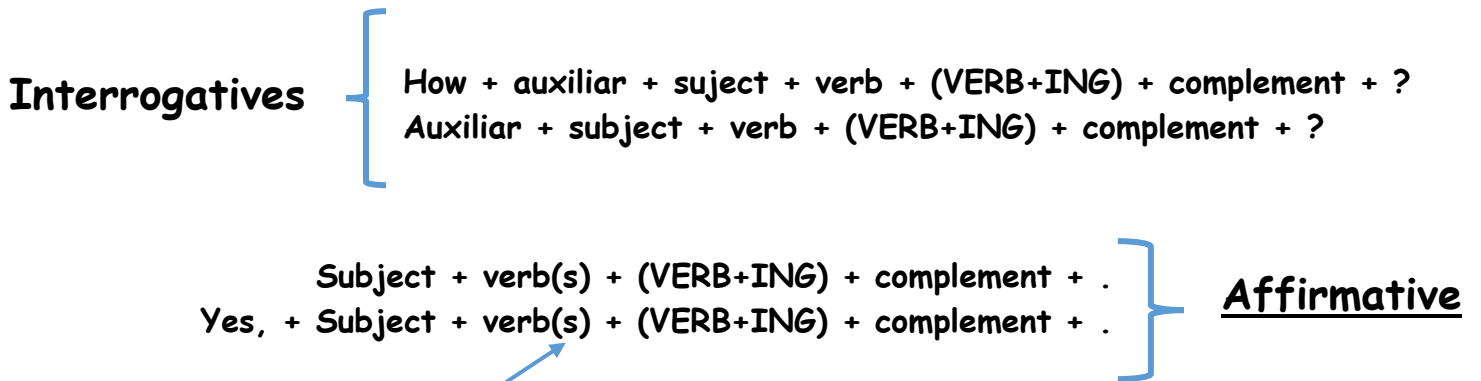 Interrogatives
How + auxiliar + suject + verb + (VERB+ING) + complement + ?
Auxiliar + subject + verb + (VERB+ING) + complement + ?
Subject + verb(s) + (VERB+ING) + complement + .
Yes, + Subject + verb(s) + (VERB+ING) + complement + .
Affirmative